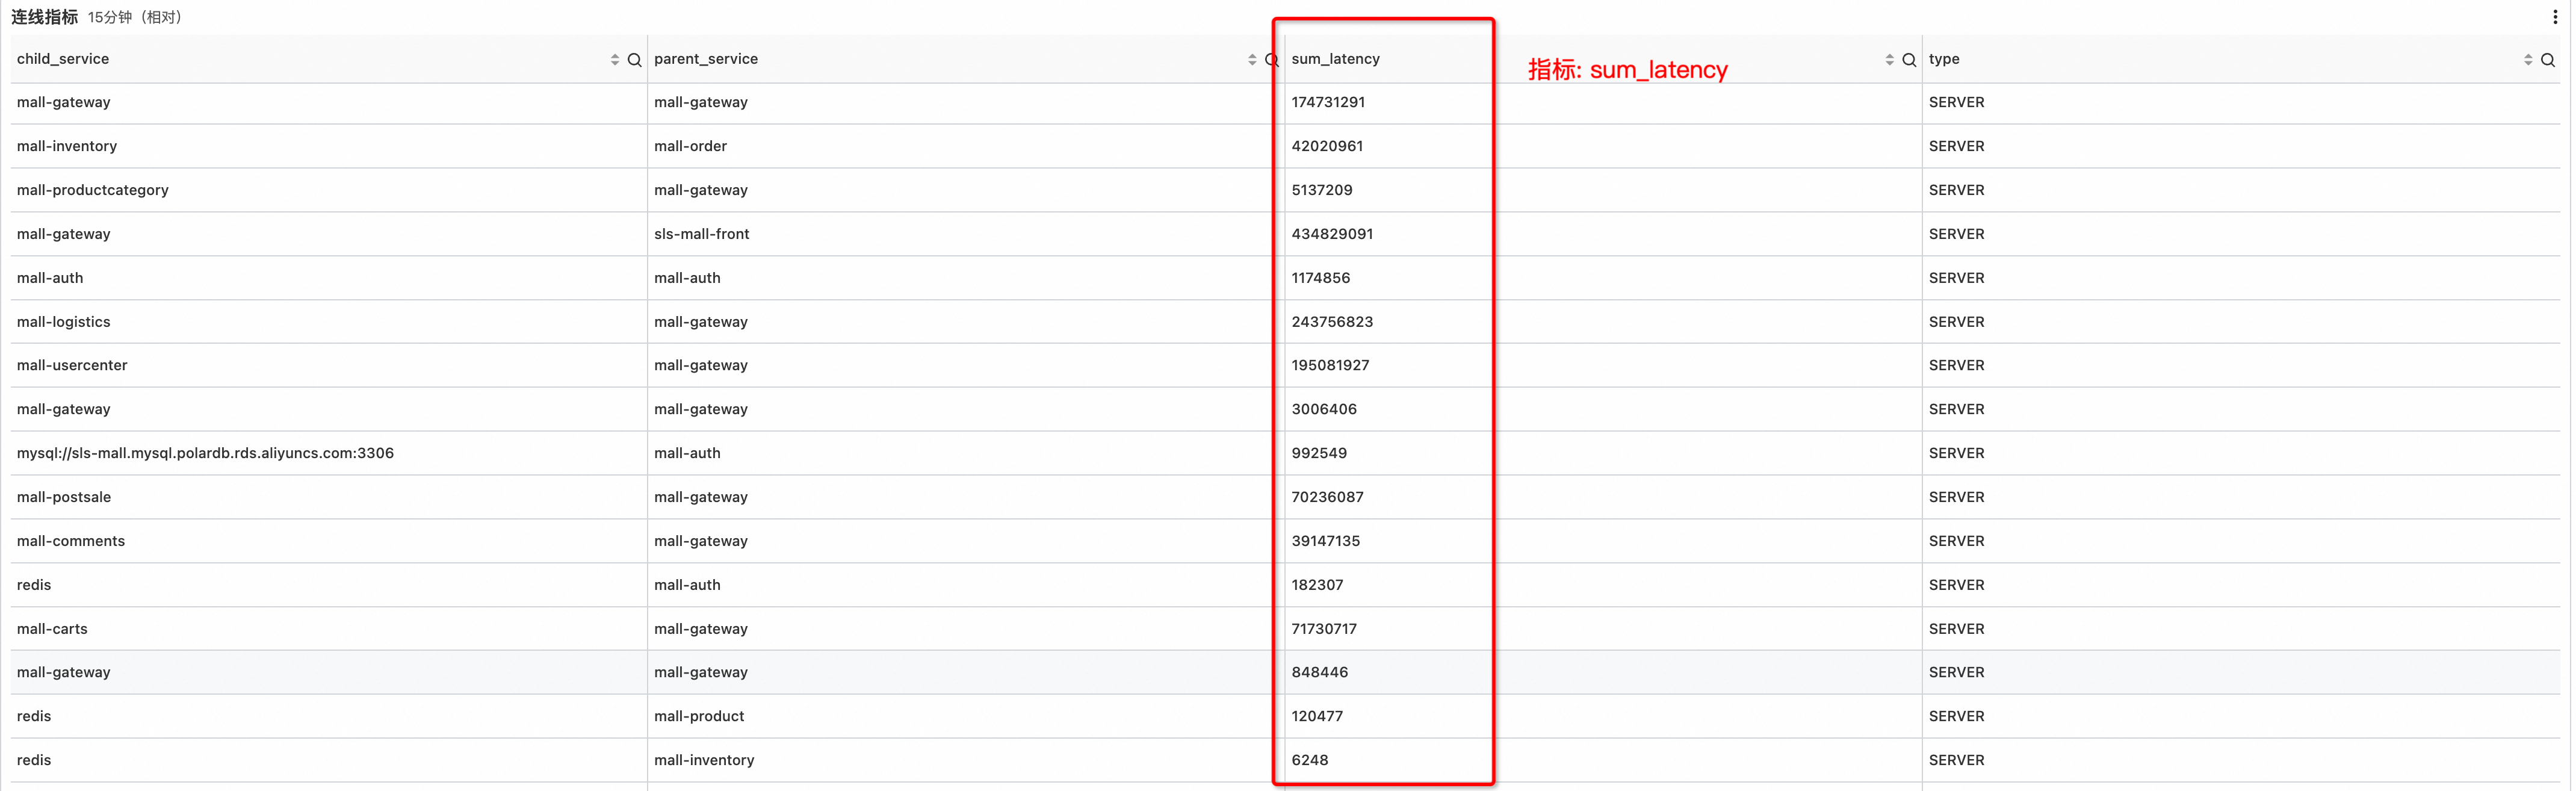 连线指标 15分钟（相对）
child_service parent_service sum_latency 指标: sum_latency type
mall-gateway mall-gateway 174731291 SERVER
mall-inventory mall-order 42020961 SERVER
mall-productcategory mall-gateway 5137209 SERVER
mall-gateway sls-mall-front 434829091 SERVER
mall-auth mall-auth 1174856 SERVER
mall-logistics mall-gateway 243756823 SERVER
mall-usercenter mall-gateway 195081927 SERVER
mall-gateway mall-gateway 3006406 SERVER
mysql://sls-mall.mysql.polardb.rds.aliyuncs.com:3306 mall-auth 992549 SERVER
mall-postsale mall-gateway 70236087 SERVER
mall-comments mall-gateway 39147135 SERVER
redis mall-auth 182307 SERVER
mall-carts mall-gateway 71730717 SERVER
mall-gateway mall-gateway 848446 SERVER
redis mall-product 120477 SERVER
redis mall-inventory 6248 SERVER